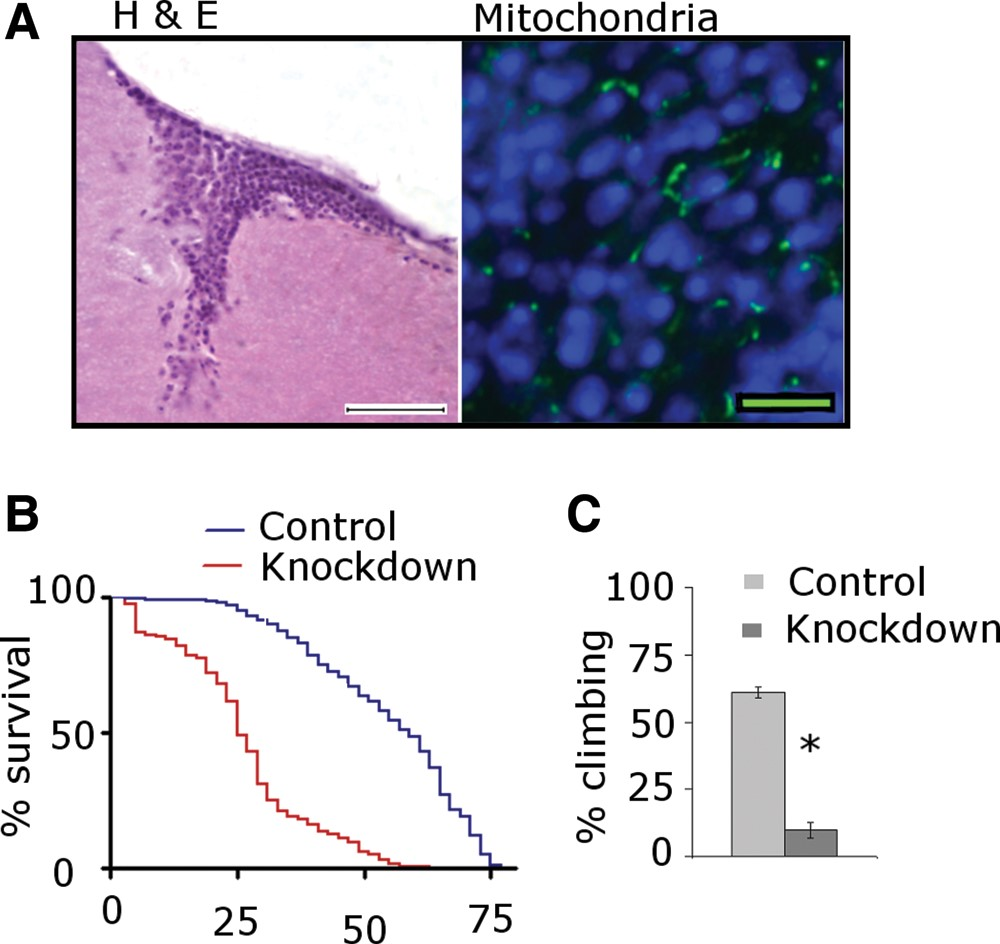 A
H & E
Mitochondria
B
Control
Knockdown
100
50
0
% survival
0
25
50
75
C
Control
Knockdown
100
75
50
25
0
% climbing
*